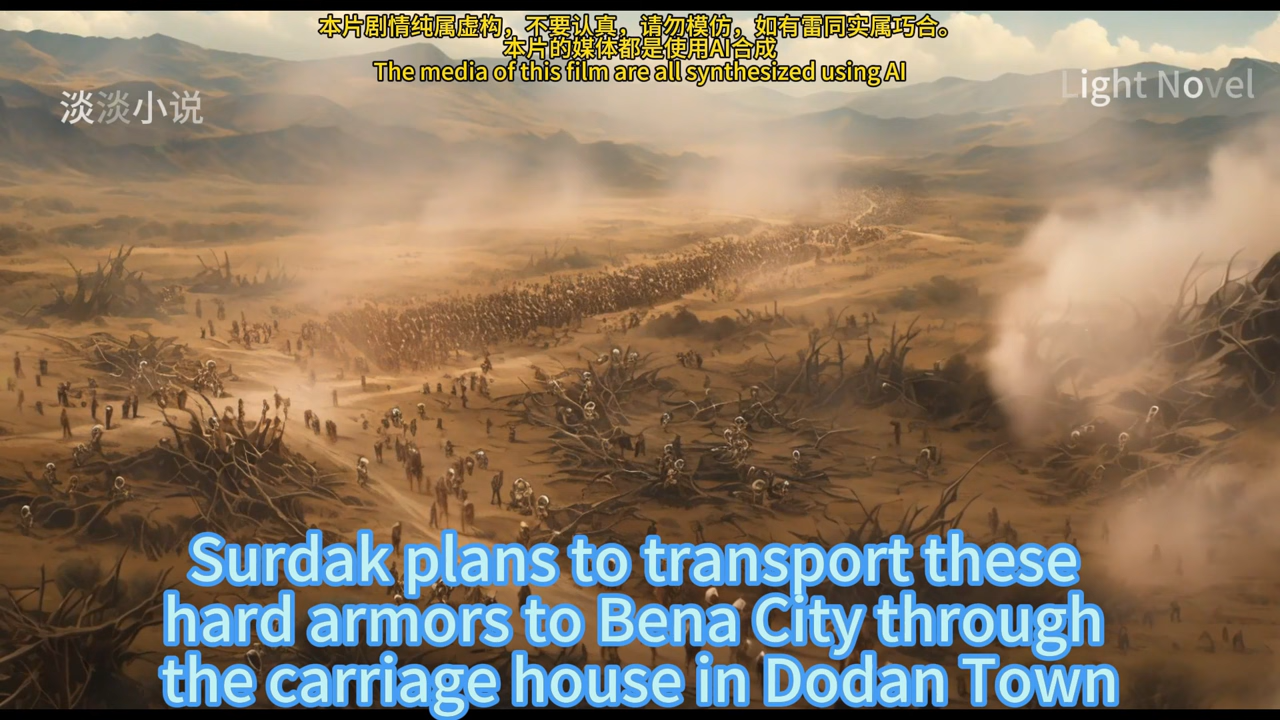 本片剧情纯属虚构，不要认真，请勿模仿，如有雷同实属巧合。
本片的媒体都是使用AI合成
The media of this film are all synthesized using AI
淡淡小说
Light Novel
Surdak plans to transport these
hard armors to Bena City through
the carriage house in Dodan Town